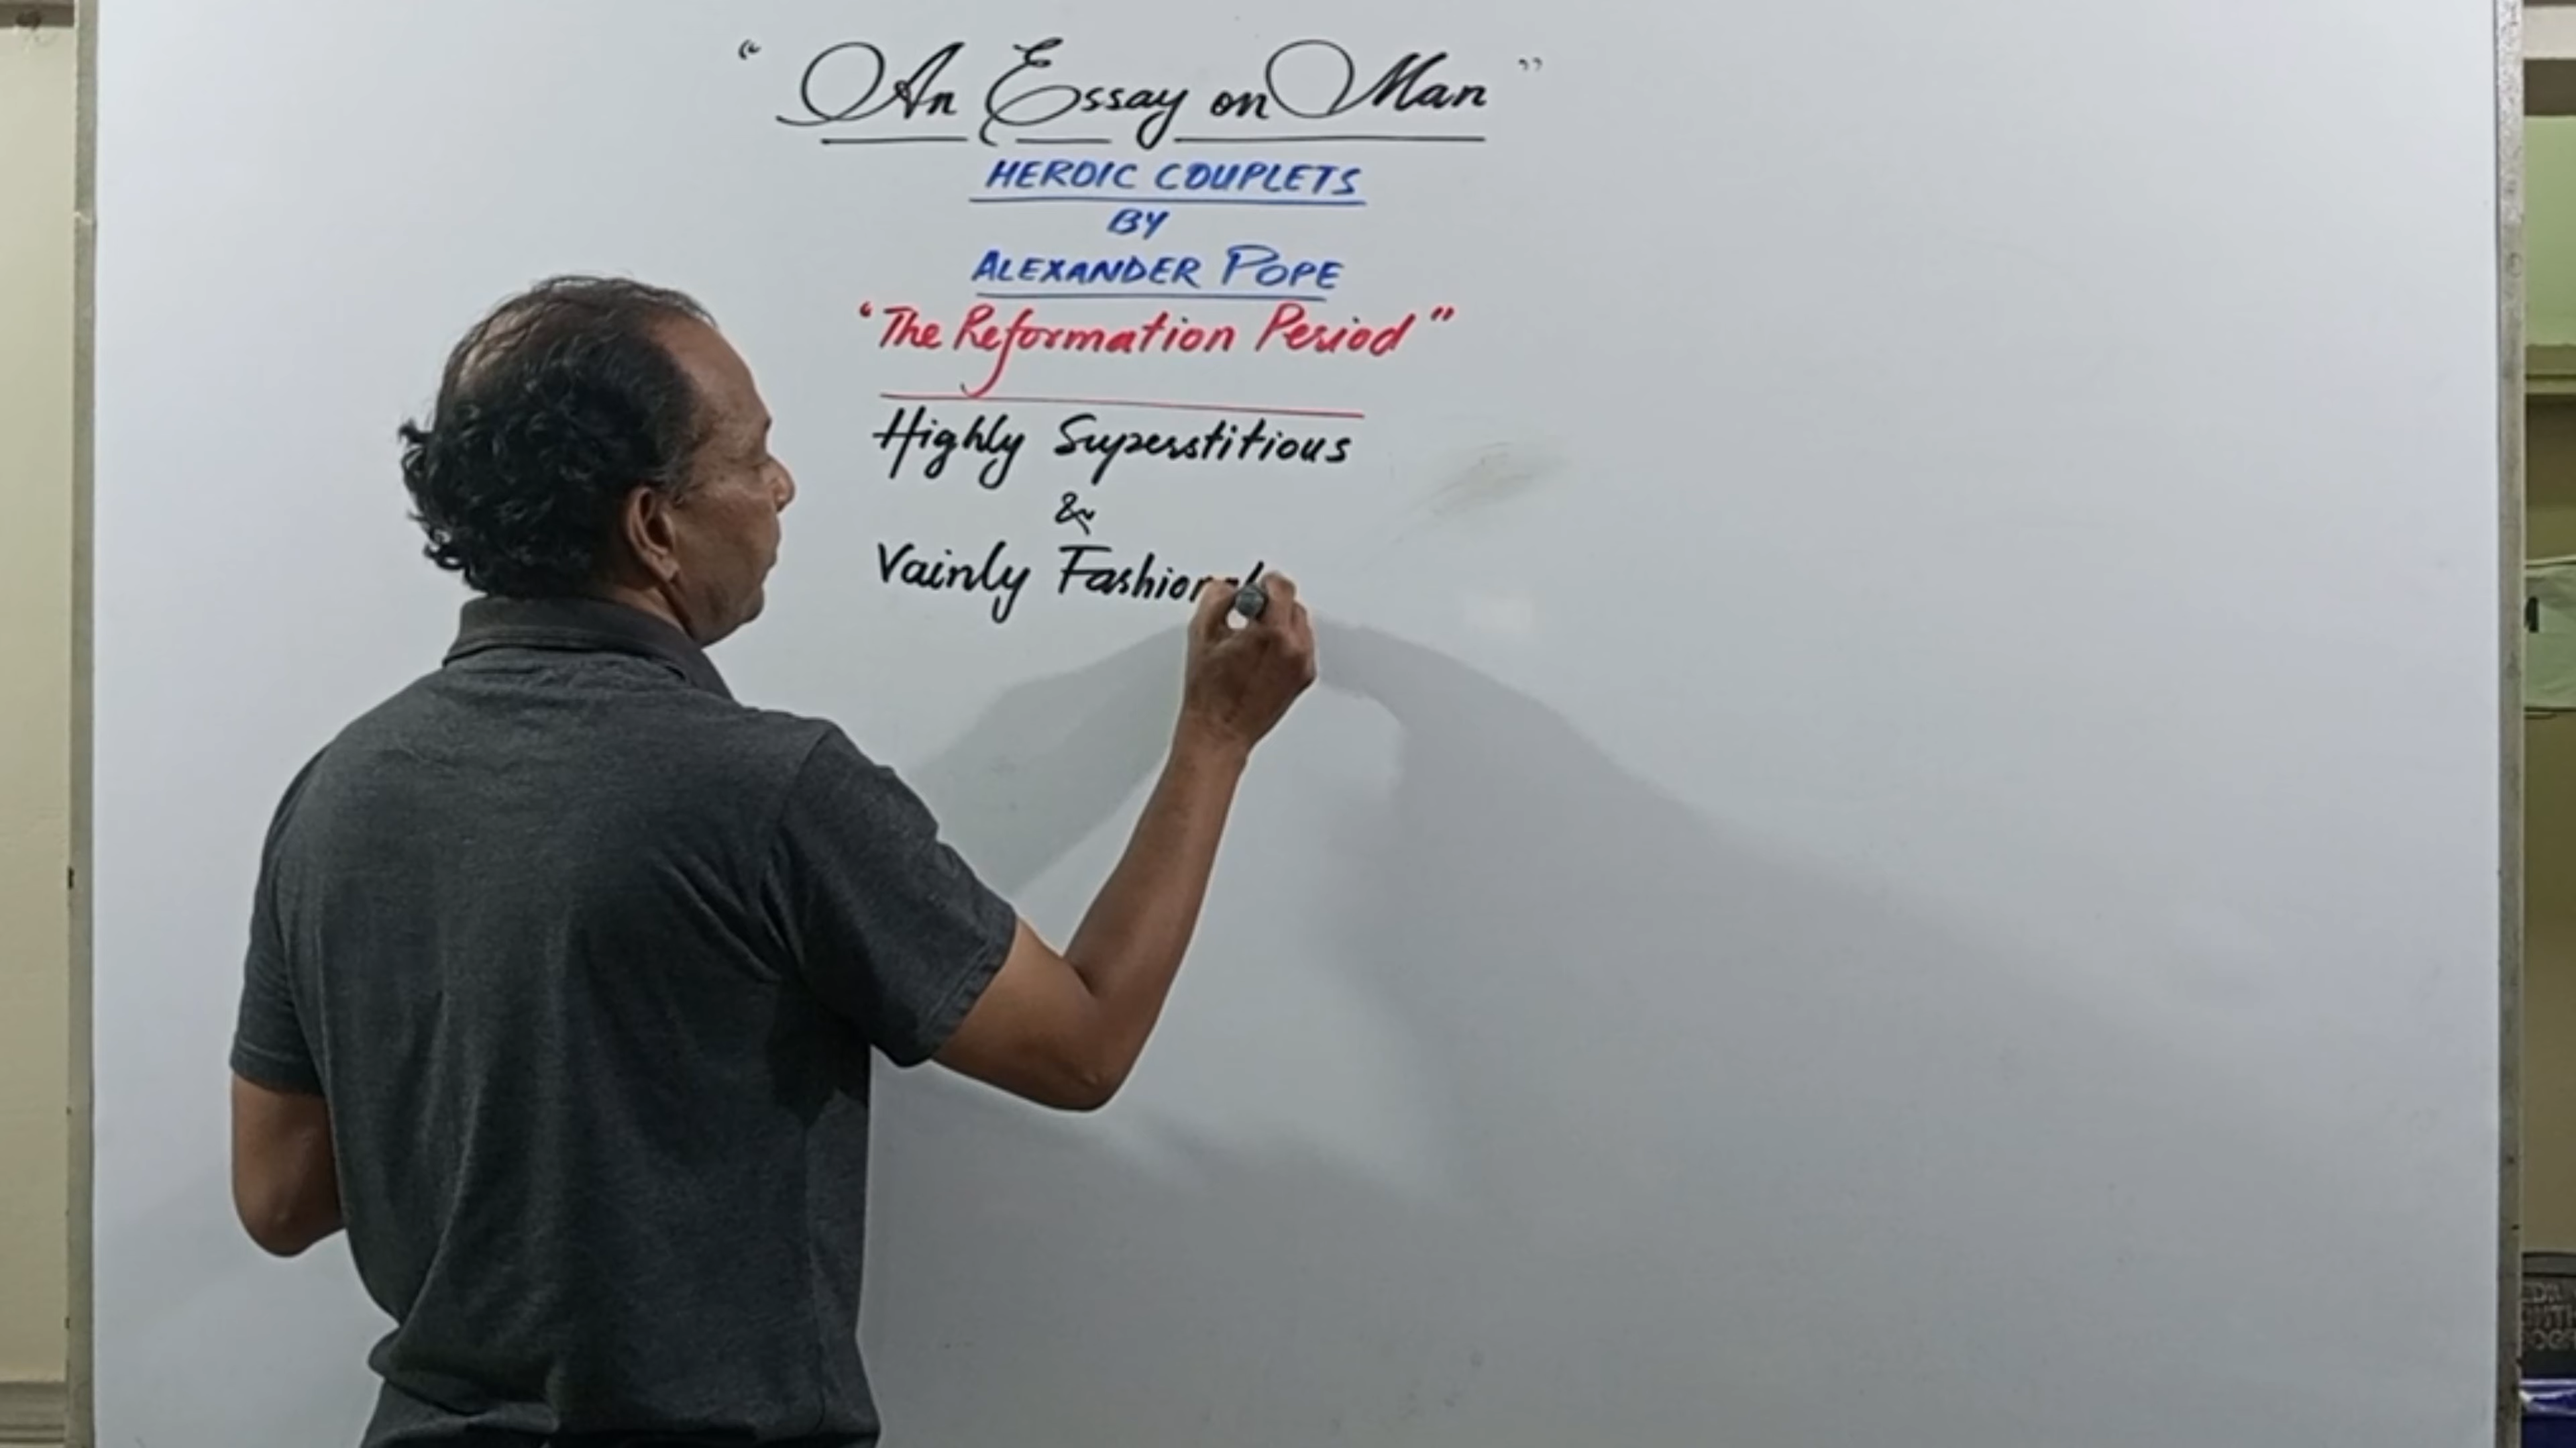 “ An Essay on Man ”
HEROIC COUPLETS
BY
ALEXANDER POPE
“The Reformation Period”
Highly Superstitious
&
Vainly